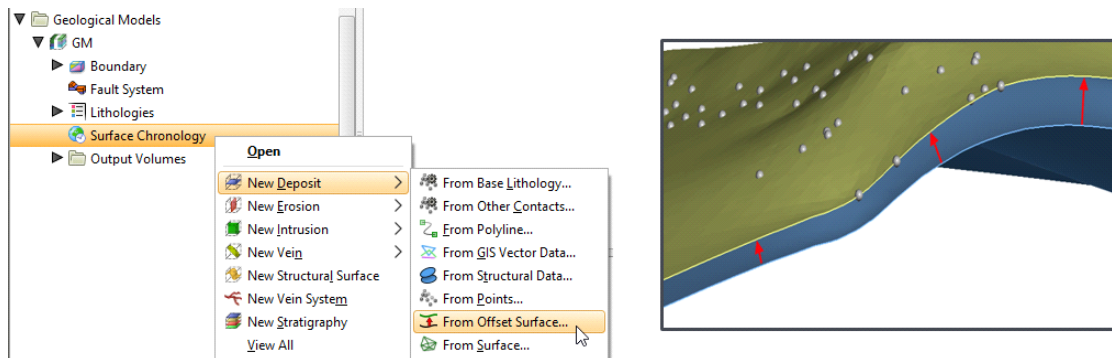 Geological Models
GM
Boundary
Fault System
Lithologies
Surface Chronology
Output Volumes
Open
New Deposit
New Erosion
New Intrusion
New Vein
New Structural Surface
New Vein System
New Stratigraphy
View All
From Base Lithology...
From Other Contacts...
From Polyline...
From GIS Vector Data...
From Structural Data...
From Points...
From Offset Surface...
From Surface...